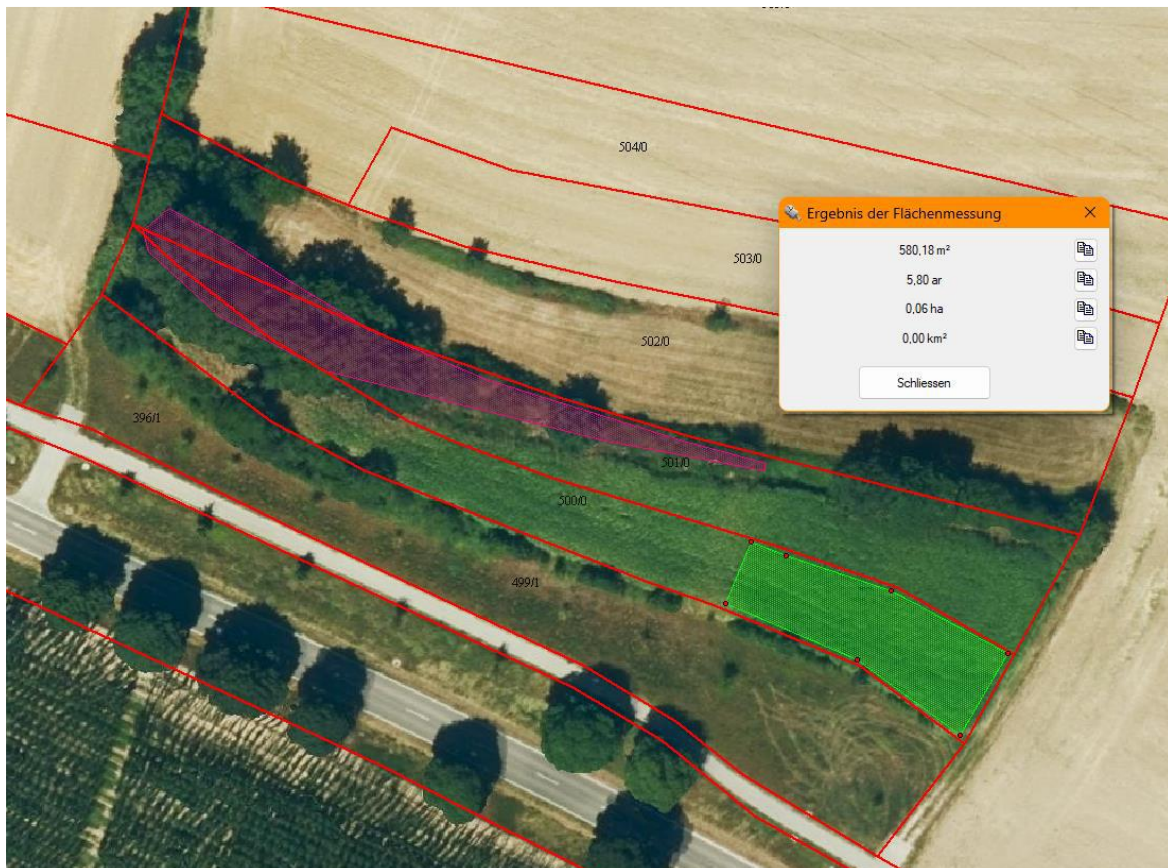 504/0
Ergebnis der Flächenmessung
580,18 m²
503/0
5,80 ar
0,06 ha
502/0
0,00 km²
Schliessen
396/1
501/0
500/0
499/1